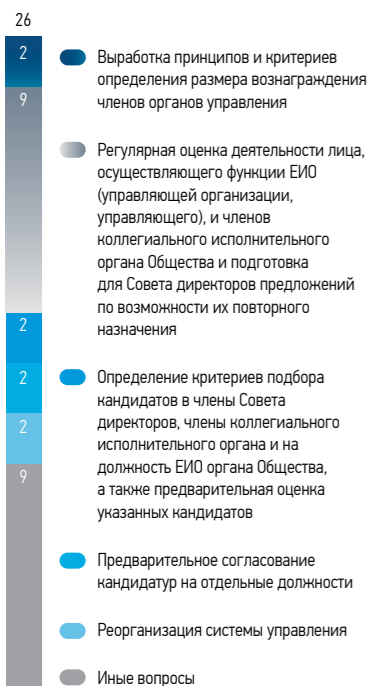 26
2
9
2
2
2
9
Выработка принципов и критериев
определения размера вознаграждения
членов органов управления
Регулярная оценка деятельности лица,
осуществляющего функции ЕИО
(управляющей организации,
управляющего), и членов
коллегиального исполнительного
органа Общества и подготовка
для Совета директоров предложений
по возможности их повторного
назначения
Определение критериев подбора
кандидатов в члены Совета
директоров, члены коллегиального
исполнительного органа и на
должность ЕИО органа Общества,
а также предварительная оценка
указанных кандидатов
Предварительное согласование
кандидатур на отдельные должности
Реорганизация системы управления
Иные вопросы